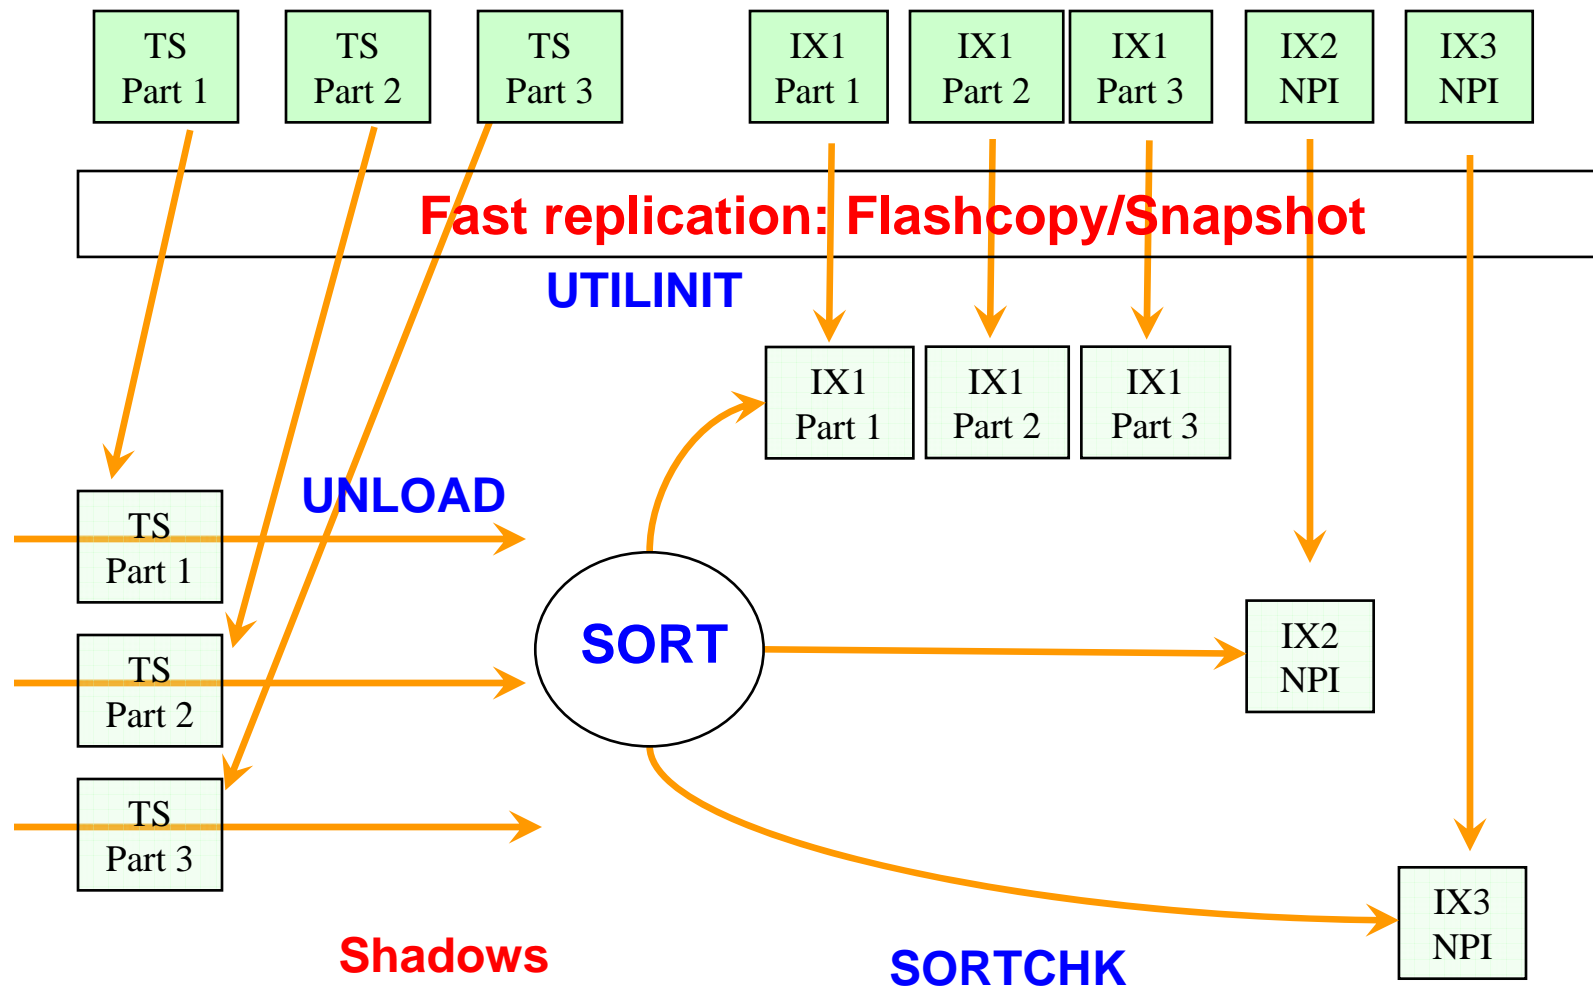 TS
Part 1
TS
Part 2
TS
Part 3
IX1
Part 1
IX1
Part 2
IX1
Part 3
IX2
NPI
IX3
NPI
Fast replication: Flashcopy/Snapshot
UTILINIT
IX1
Part 1
IX1
Part 2
IX1
Part 3
UNLOAD
TS
Part 1
TS
Part 2
TS
Part 3
SORT
IX2
NPI
IX3
NPI
Shadows
SORTCHK